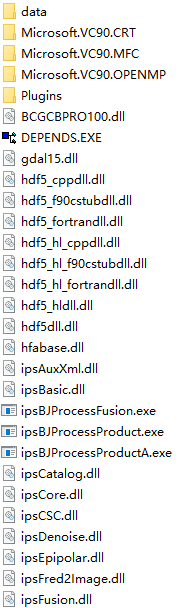 data
Microsoft.VC90.CRT
Microsoft.VC90.MFC
Microsoft.VC90.OPENMP
Plugins
BCGCBPRO100.dll
DEPENDS.EXE
gdal15.dll
hdf5_cppdll.dll
hdf5_f90cstubdll.dll
hdf5_fortrandll.dll
hdf5_hl_cppdll.dll
hdf5_hl_f90cstubdll.dll
hdf5_hl_fortrandll.dll
hdf5_hldll.dll
hdf5dll.dll
hfabase.dll
ipsAuxXml.dll
ipsBasic.dll
ipsBJProcessFusion.exe
ipsBJProcessProduct.exe
ipsBJProcessProductA.exe
ipsCatalog.dll
ipsCore.dll
ipsCSC.dll
ipsDenoise.dll
ipsEpipolar.dll
ipsFred2Image.dll
ipsFusion.dll